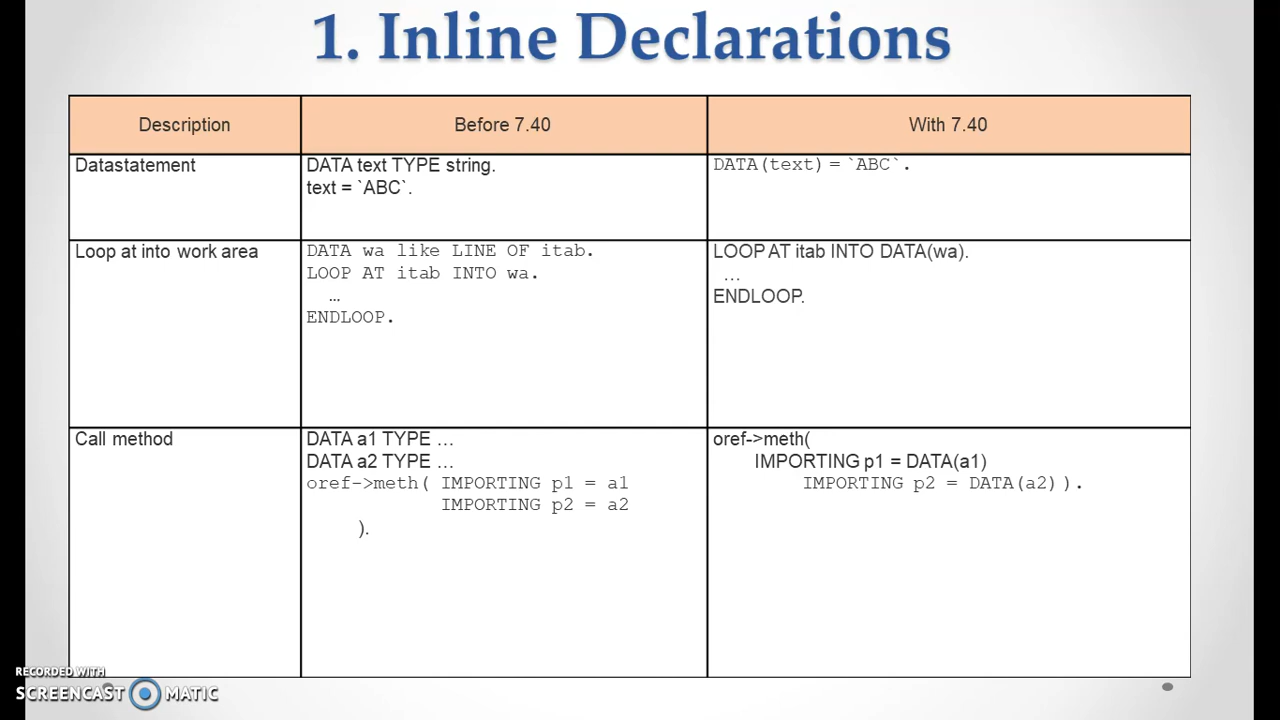 1. Inline Declarations
Description
Before 7.40
With 7.40
Datastatement
DATA text TYPE string.
text = `ABC`.
DATA(text) = `ABC`.
Loop at into work area
DATA wa like LINE OF itab.
LOOP AT itab INTO wa.
…
ENDLOOP.
LOOP AT itab INTO DATA(wa).
…
ENDLOOP.
Call method
DATA a1 TYPE …
DATA a2 TYPE …
oref->meth( IMPORTING p1 = a1
IMPORTING p2 = a2
).
oref->meth(
IMPORTING p1 = DATA(a1)
IMPORTING p2 = DATA(a2) ).
RECORDED WITH
SCREENCAST MATIC